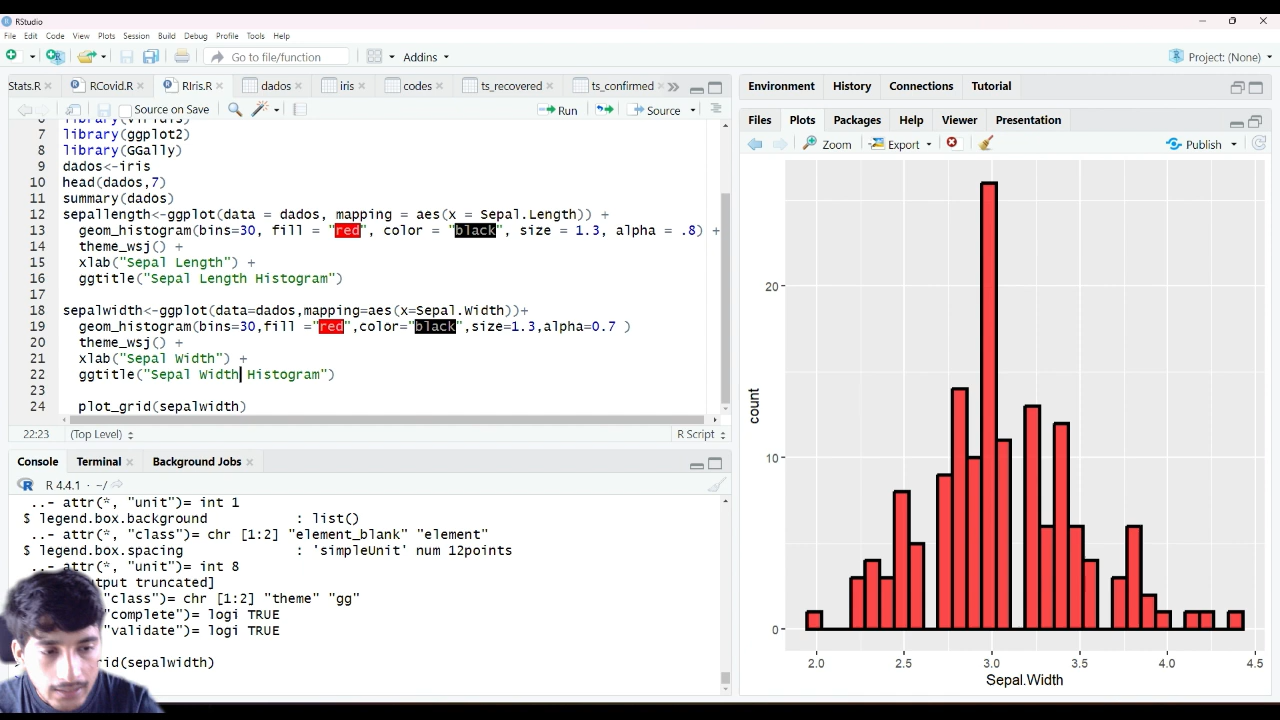 RStudio
File Edit Code View Plots Session Build Debug Profile Tools Help
Go to file/function Addins Project: (None)
Stats.R RCovid.R RIris.R dados iris codes ts_recovered ts_confirmed
Source on Save Run Source
7 library(ggplot2)
8 library(GGally)
9 dados<-iris
10 head(dados,7)
11 summary(dados)
12 sepallength<-ggplot(data = dados, mapping = aes(x = Sepal.Length)) +
13 geom_histogram(bins=30, fill = "red", color = "black", size = 1.3, alpha = .8) +
14 theme_wsj() +
15 xlab("Sepal Length") +
16 ggtitle("Sepal Length Histogram")
17
18 sepalwidth<-ggplot(data=dados,mapping=aes(x=Sepal.Width))+
19 geom_histogram(bins=30,fill ="red",color="black",size=1.3,alpha=0.7 )
20 theme_wsj() +
21 xlab("Sepal Width") +
22 ggtitle("Sepal Width Histogram")
23
24 plot_grid(sepalwidth)
22:23 (Top Level) R Script
Console Terminal Background Jobs
R 4.4.1 · ~/
..- attr(*, "unit")= int 1
$ legend.box.background : list()
..- attr(*, "class")= chr [1:2] "element_blank" "element"
$ legend.box.spacing : 'simpleUnit' num 12points
..- attr(*, "unit")= int 8
tput truncated]
"class")= chr [1:2] "theme" "gg"
"complete")= logi TRUE
"validate")= logi TRUE
rid(sepalwidth)
Environment History Connections Tutorial
Files Plots Packages Help Viewer Presentation
Zoom Export Publish
count
20
10
0
2.0 2.5 3.0 3.5 4.0 4.5
Sepal.Width